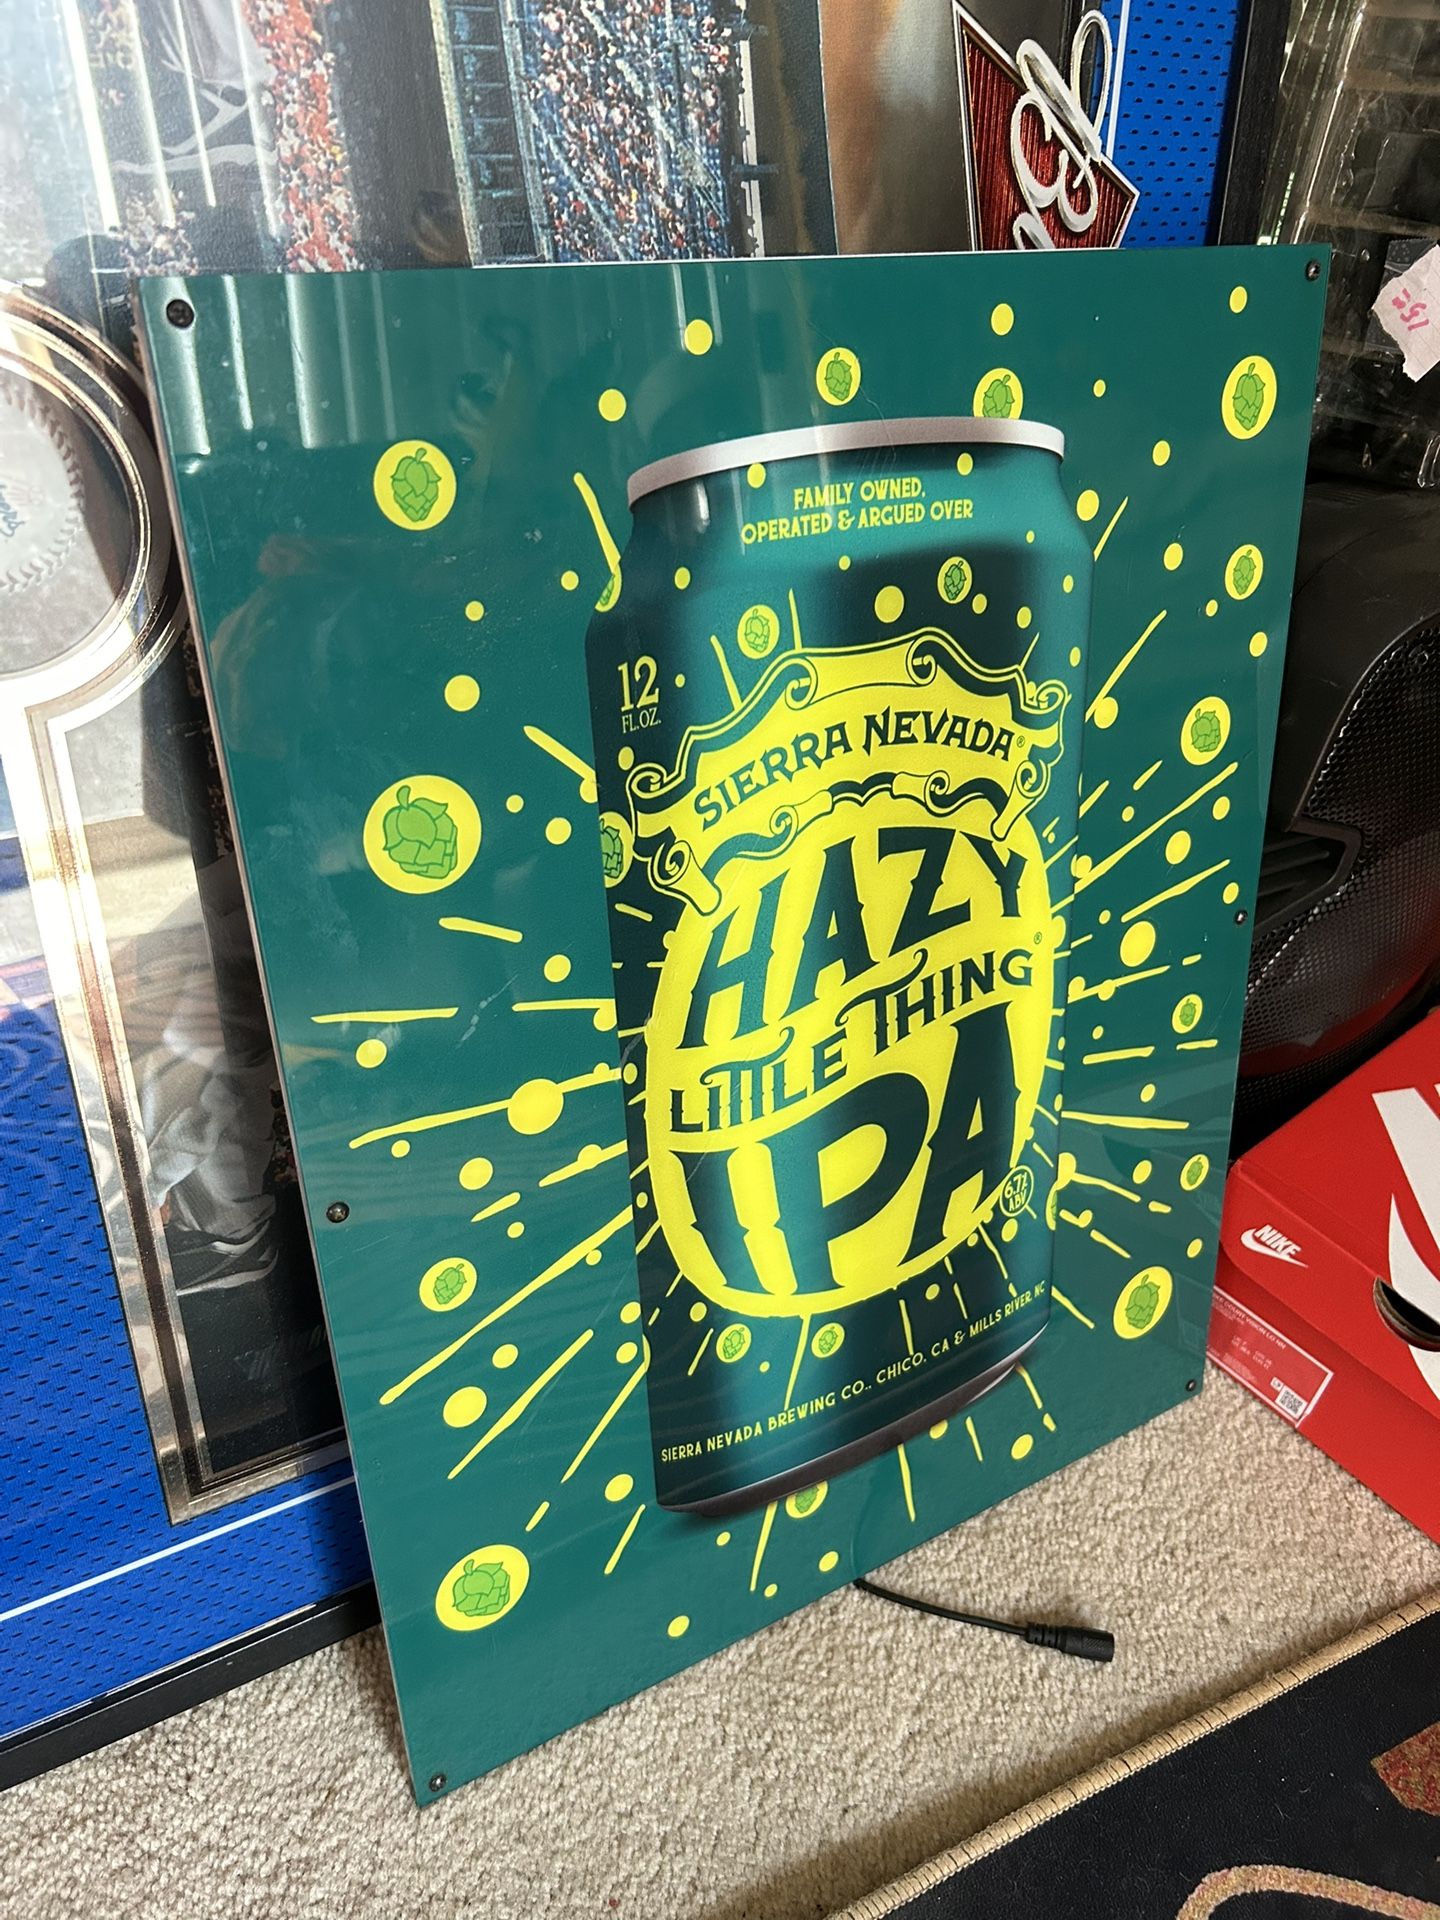 FAMILY OWNED,
OPERATED & ARGUED OVER
12
FL. OZ.
SIERRA NEVADA®
HAZY
LITTLE THING®
IPA
6.7%
ABV
SIERRA NEVADA BREWING CO., CHICO, CA & MILLS RIVER, NC
NIKE
15=